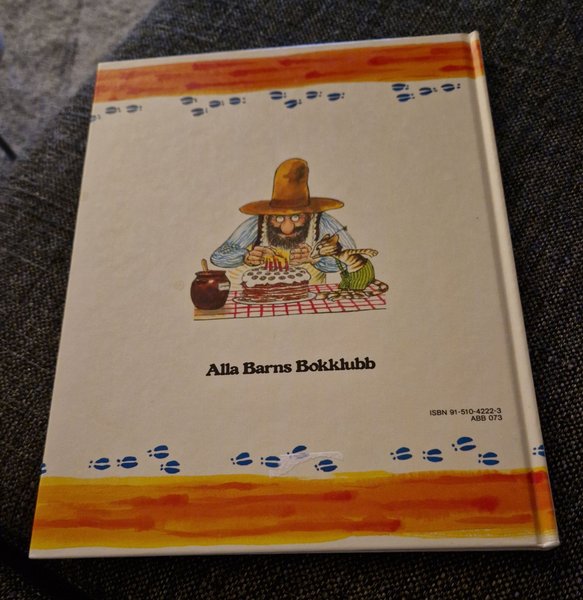 Alla Barns Bokklubb
ISBN 91-510-4222-3
ABB 073